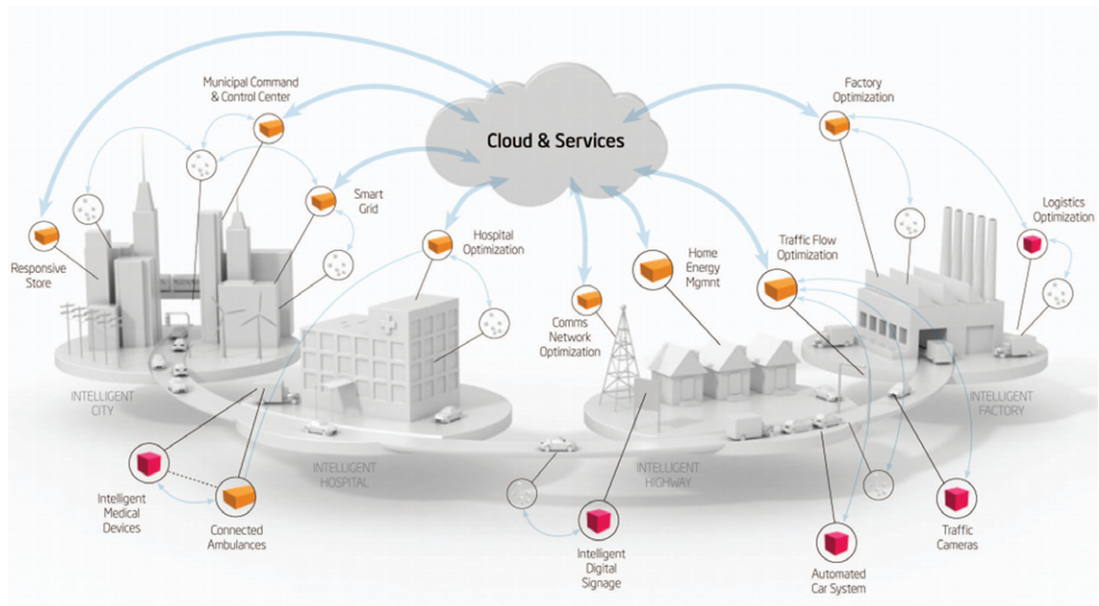 Municipal Command
& Control Center
Cloud & Services
Factory
Optimization
Smart
Grid
Hospital
Optimization
Responsive
Store
Home
Energy
Mgmnt
Traffic Flow
Optimization
Logistics
Optimization
Comms
Network
Optimization
INTELLIGENT
CITY
INTELLIGENT
HOSPITAL
INTELLIGENT
HIGHWAY
INTELLIGENT
FACTORY
Intelligent
Medical
Devices
Connected
Ambulances
Intelligent
Digital
Signage
Automated
Car System
Traffic
Cameras